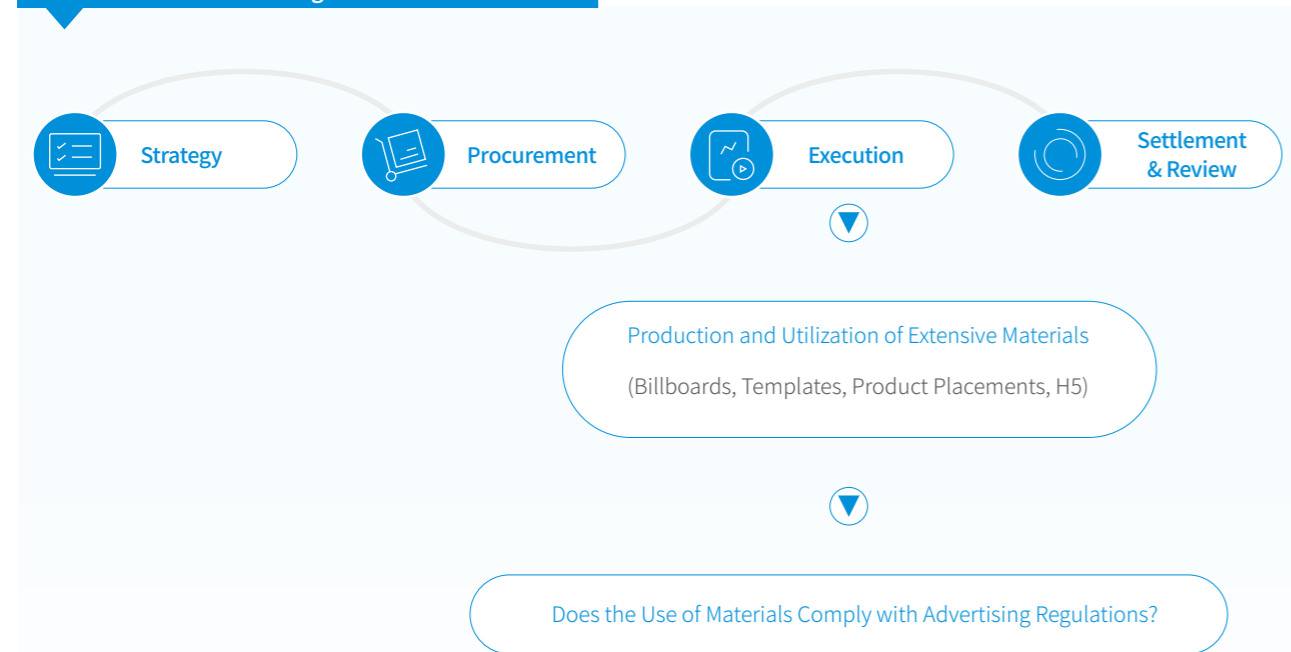 Strategy
Procurement
Execution
Settlement
& Review
Production and Utilization of Extensive Materials
(Billboards, Templates, Product Placements, H5)
Does the Use of Materials Comply with Advertising Regulations?